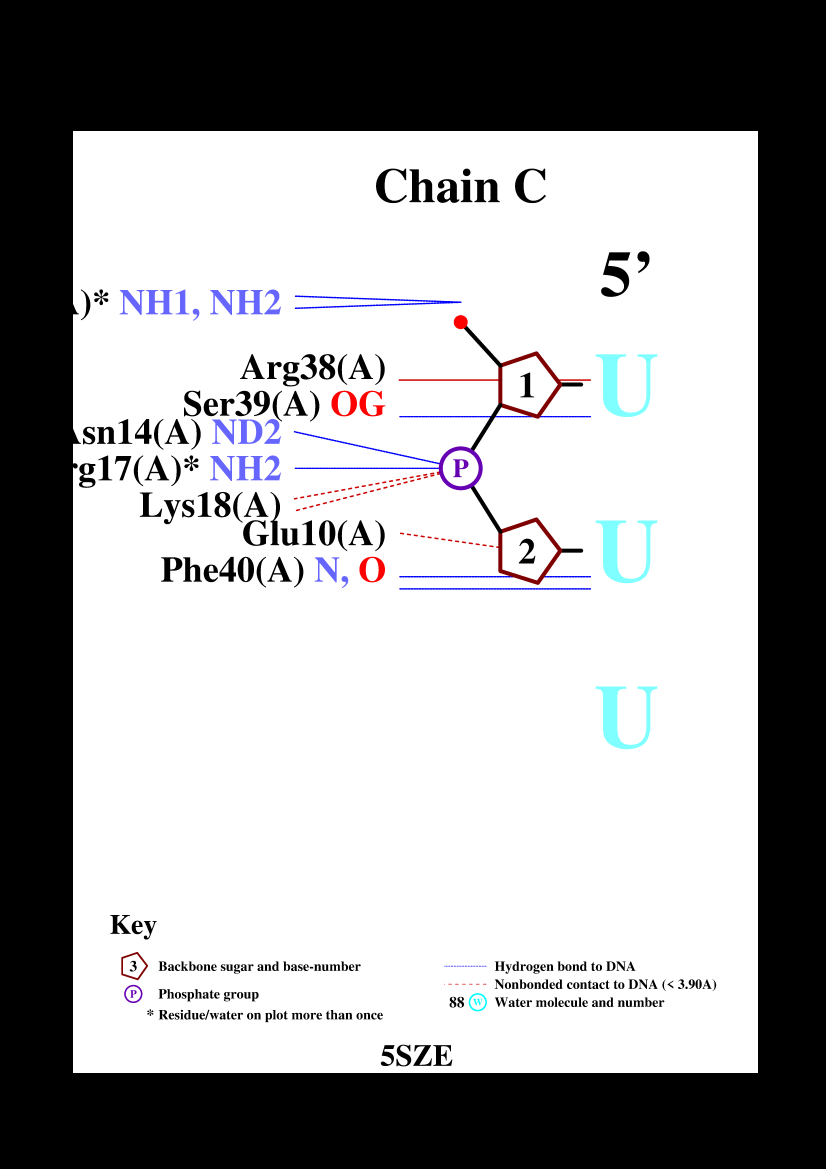 Chain C
5’
)* NH1, NH2
Arg38(A)
U
1
Ser39(A) OG
sn14(A) ND2
rg17(A)* NH2
P
Lys18(A)
Glu10(A)
2
U
Phe40(A) N, O
U
Key
3 Backbone sugar and base-number
P Phosphate group
* Residue/water on plot more than once
Hydrogen bond to DNA
Nonbonded contact to DNA (< 3.90A)
88 W Water molecule and number
5SZE